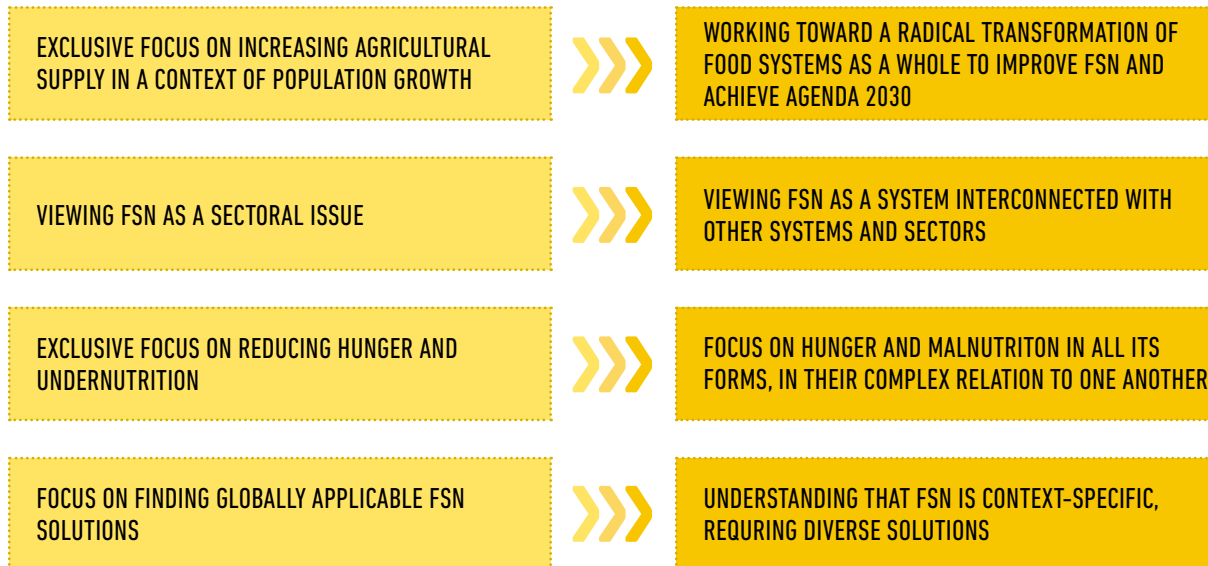 EXCLUSIVE FOCUS ON INCREASING AGRICULTURAL
SUPPLY IN A CONTEXT OF POPULATION GROWTH
WORKING TOWARD A RADICAL TRANSFORMATION OF
FOOD SYSTEMS AS A WHOLE TO IMPROVE FSN AND
ACHIEVE AGENDA 2030
VIEWING FSN AS A SECTORAL ISSUE
VIEWING FSN AS A SYSTEM INTERCONNECTED WITH
OTHER SYSTEMS AND SECTORS
EXCLUSIVE FOCUS ON REDUCING HUNGER AND
UNDERNUTRITION
FOCUS ON HUNGER AND MALNUTRITON IN ALL ITS
FORMS, IN THEIR COMPLEX RELATION TO ONE ANOTHER
FOCUS ON FINDING GLOBALLY APPLICABLE FSN
SOLUTIONS
UNDERSTANDING THAT FSN IS CONTEXT-SPECIFIC,
REQURING DIVERSE SOLUTIONS